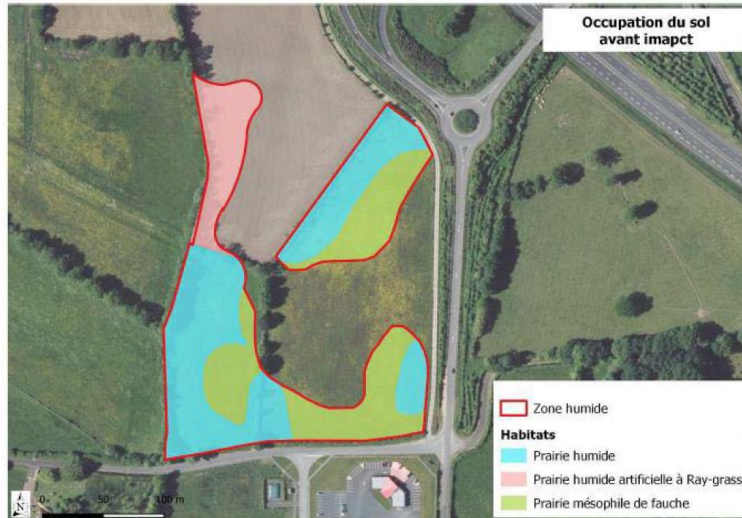 Occupation du sol
avant imapct
Zone humide
Habitats
Prairie humide
Prairie humide artificielle à Ray-grass
Prairie mésophile de fauche
N
0
50
100 m